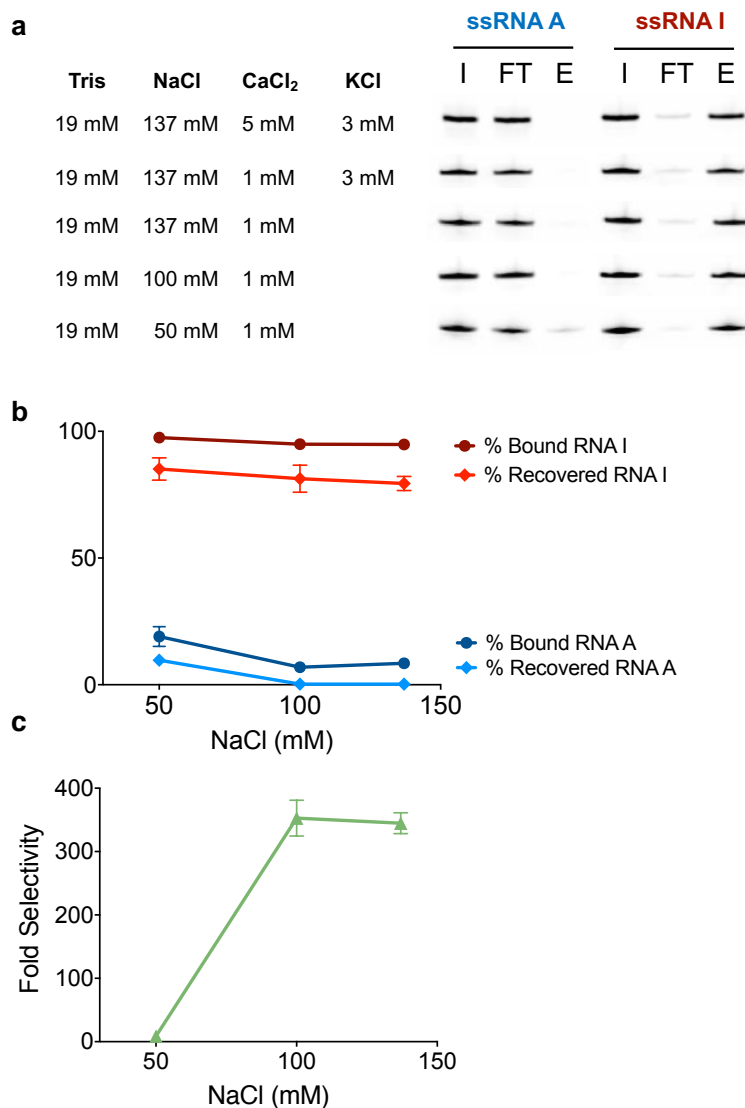 a
ssRNA A ssRNA I
I FT E I FT E
Tris NaCl CaCl₂ KCl
19 mM 137 mM 5 mM 3 mM
19 mM 137 mM 1 mM 3 mM
19 mM 137 mM 1 mM
19 mM 100 mM 1 mM
19 mM 50 mM 1 mM
b
100
50
0
% Bound RNA I
% Recovered RNA I
% Bound RNA A
% Recovered RNA A
50 100 150
NaCl (mM)
c
Fold Selectivity
400
300
200
100
0
50 100 150
NaCl (mM)